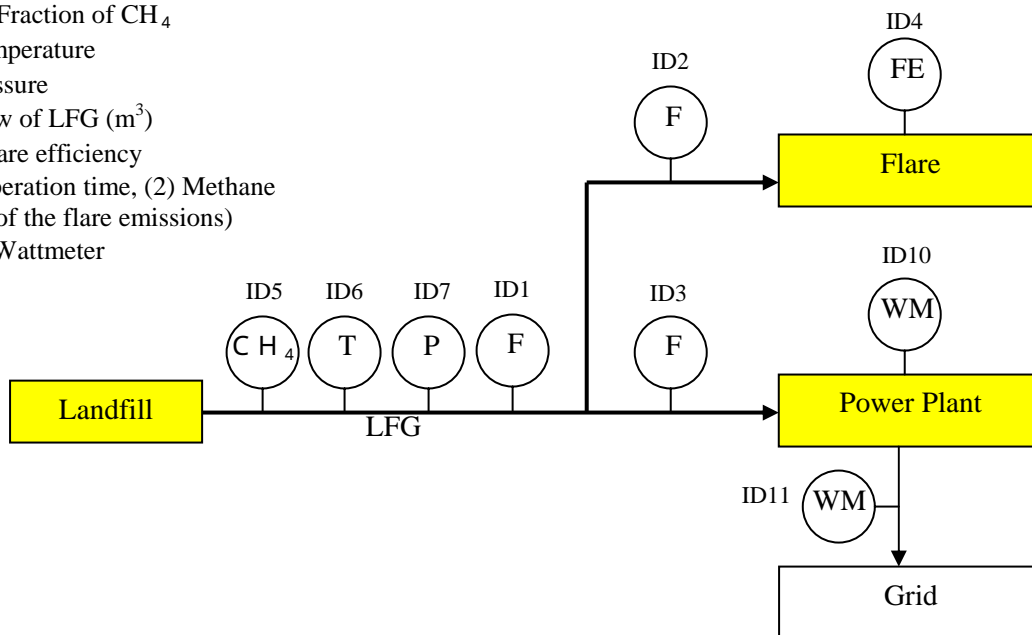 Fraction of CH₄
nperature
ssure
w of LFG (m³)
are efficiency
peration time, (2) Methane
of the flare emissions)
Wattmeter
ID4
FE
ID2
F
Flare
ID10
WM
ID5
ID6
ID7
ID1
ID3
CH₄
T
P
F
F
Landfill
LFG
Power Plant
ID11
WM
Grid